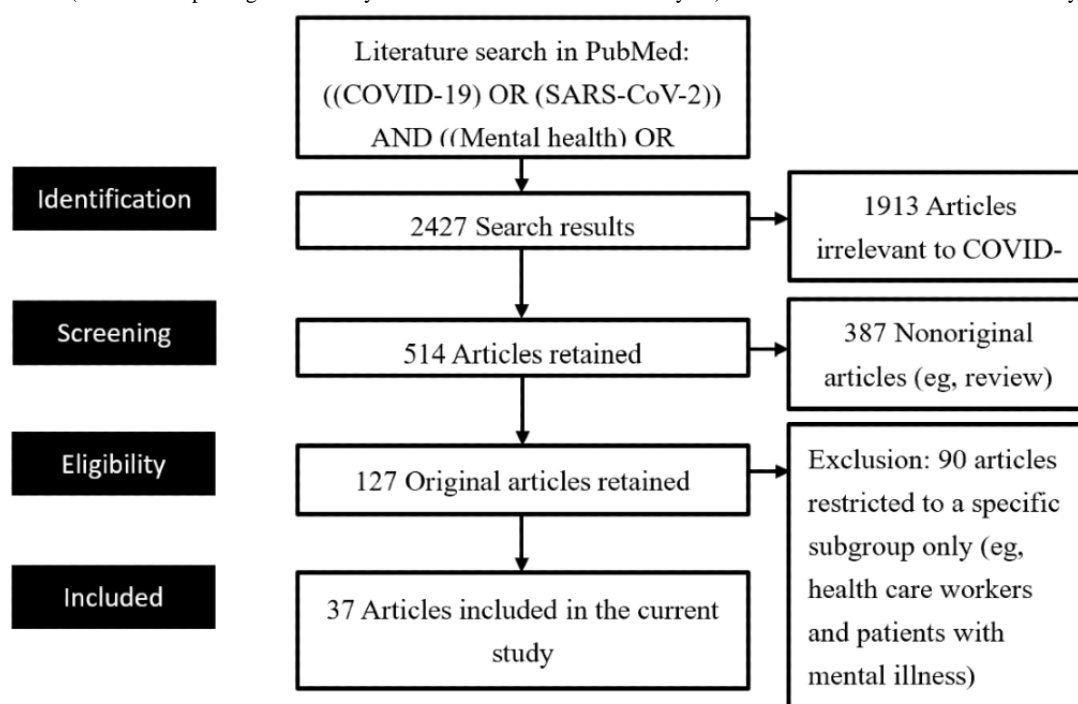 Literature search in PubMed:
((COVID-19) OR (SARS-CoV-2))
AND ((Mental health) OR
Identification
2427 Search results
1913 Articles
irrelevant to COVID-
Screening
514 Articles retained
387 Nonoriginal
articles (eg, review)
Eligibility
127 Original articles retained
Exclusion: 90 articles
restricted to a specific
subgroup only (eg,
health care workers
and patients with
mental illness)
Included
37 Articles included in the current
study